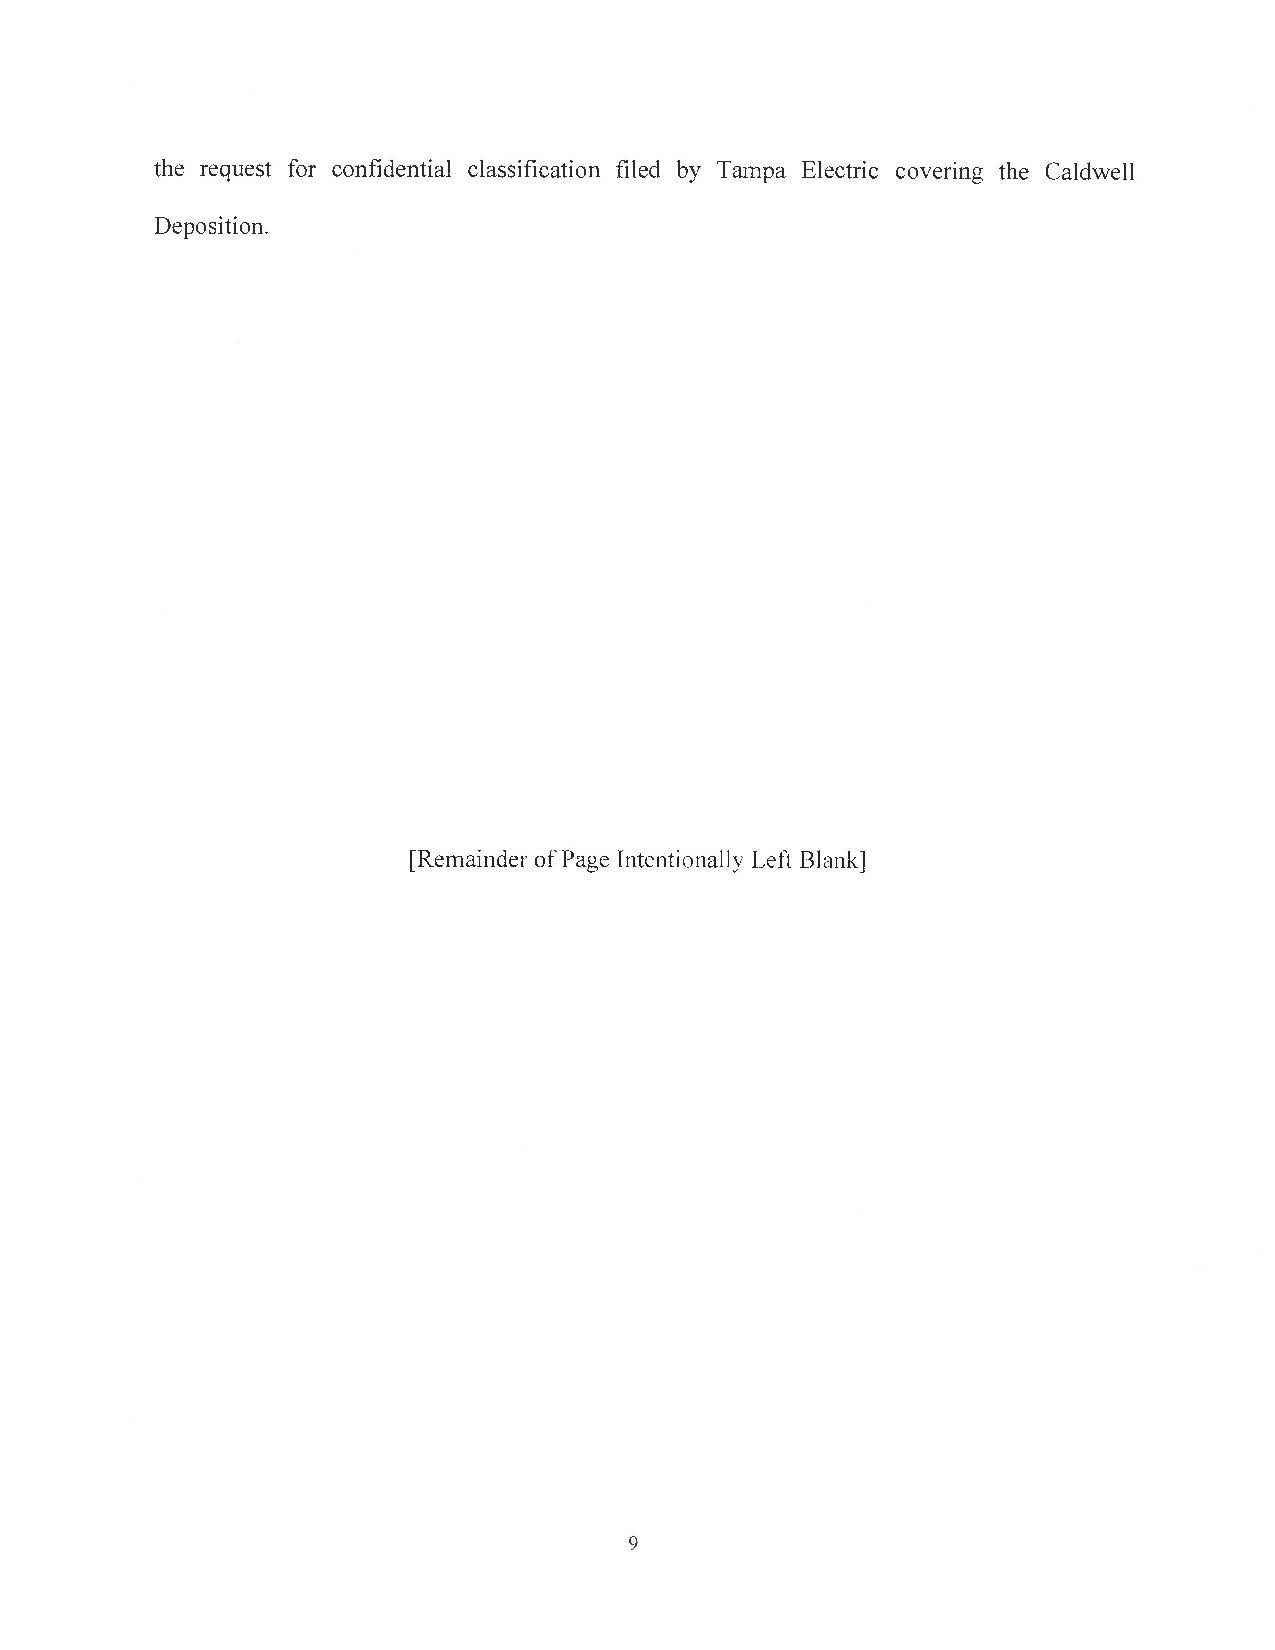 the request for confidential classification filed by Tampa Electric covering the Caldwell
Deposition.
[Remainder of Page Intentionally Left Blank]
9